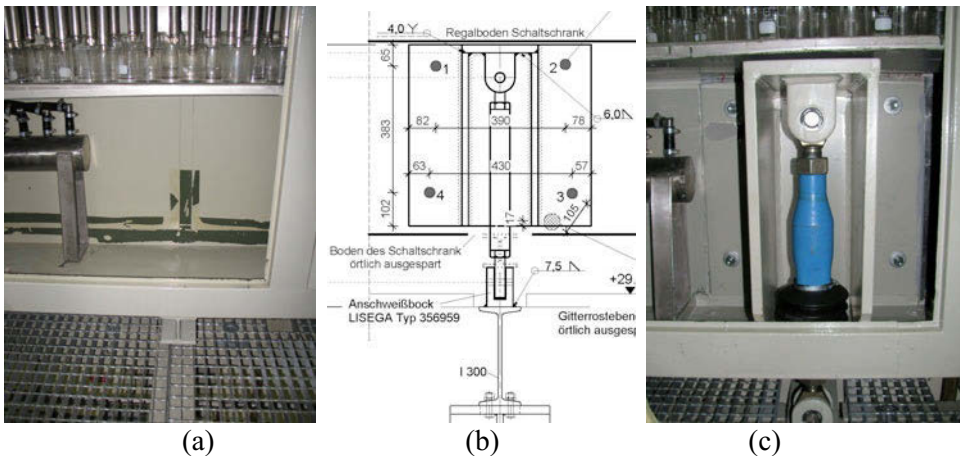 4,0 Y
Regalboden Schaltschrank
65
1
2
6,0
82
390
78
383
63
430
57
4
3
102
17
105
Boden des Schaltschrank
örtlich ausgespart
7,5
+29
Anschweißbock
LISEGA Typ 356959
Gitterrosteben
örtlich ausgesp
I 300
(a)
(b)
(c)